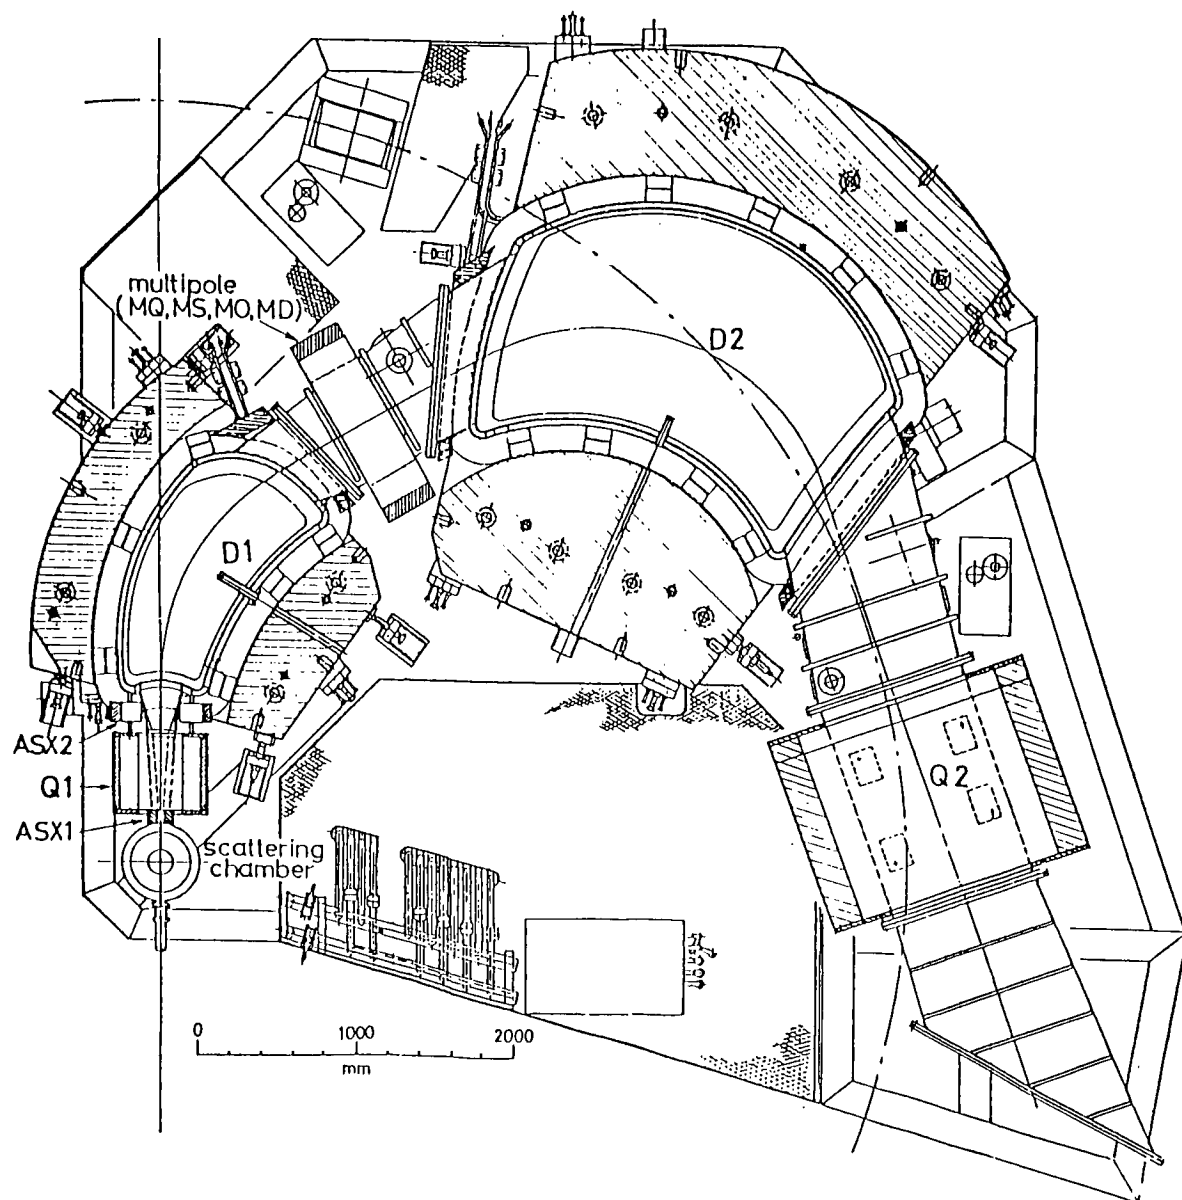 multipole
(MQ,MS,MO,MD)
D2
D1
ASX2
Q1
Q2
ASX1
scattering
chamber
0 1000 2000
mm